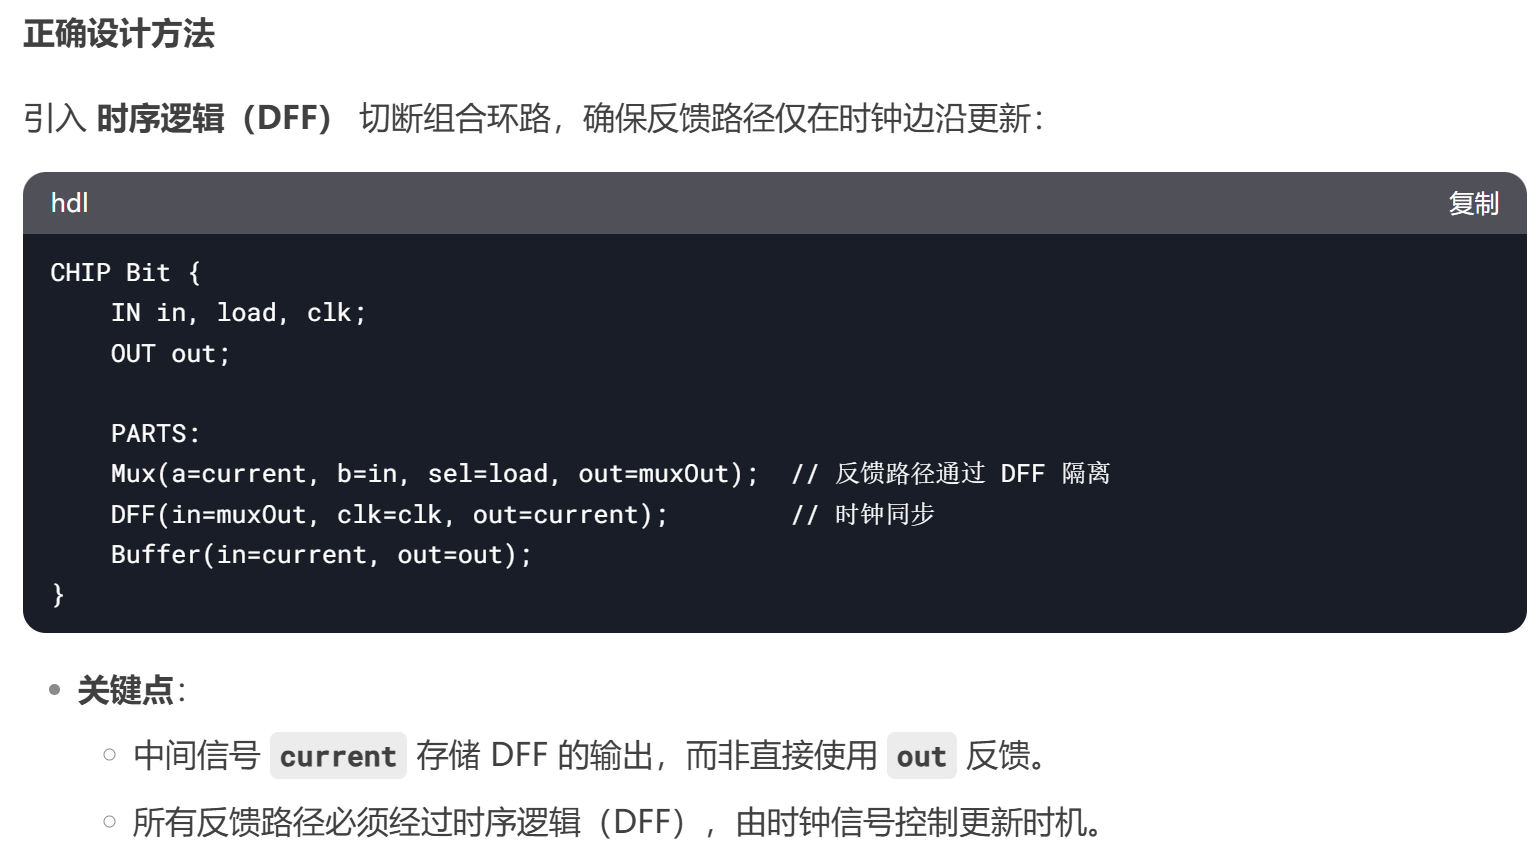 正确设计方法
引入 时序逻辑（DFF） 切断组合环路，确保反馈路径仅在时钟边沿更新：
hdl 复制
CHIP Bit {
    IN in, load, clk;
    OUT out;

    PARTS:
    Mux(a=current, b=in, sel=load, out=muxOut);  // 反馈路径通过 DFF 隔离
    DFF(in=muxOut, clk=clk, out=current);        // 时钟同步
    Buffer(in=current, out=out);
}
• 关键点：
○ 中间信号 current 存储 DFF 的输出，而非直接使用 out 反馈。
○ 所有反馈路径必须经过时序逻辑（DFF），由时钟信号控制更新时机。